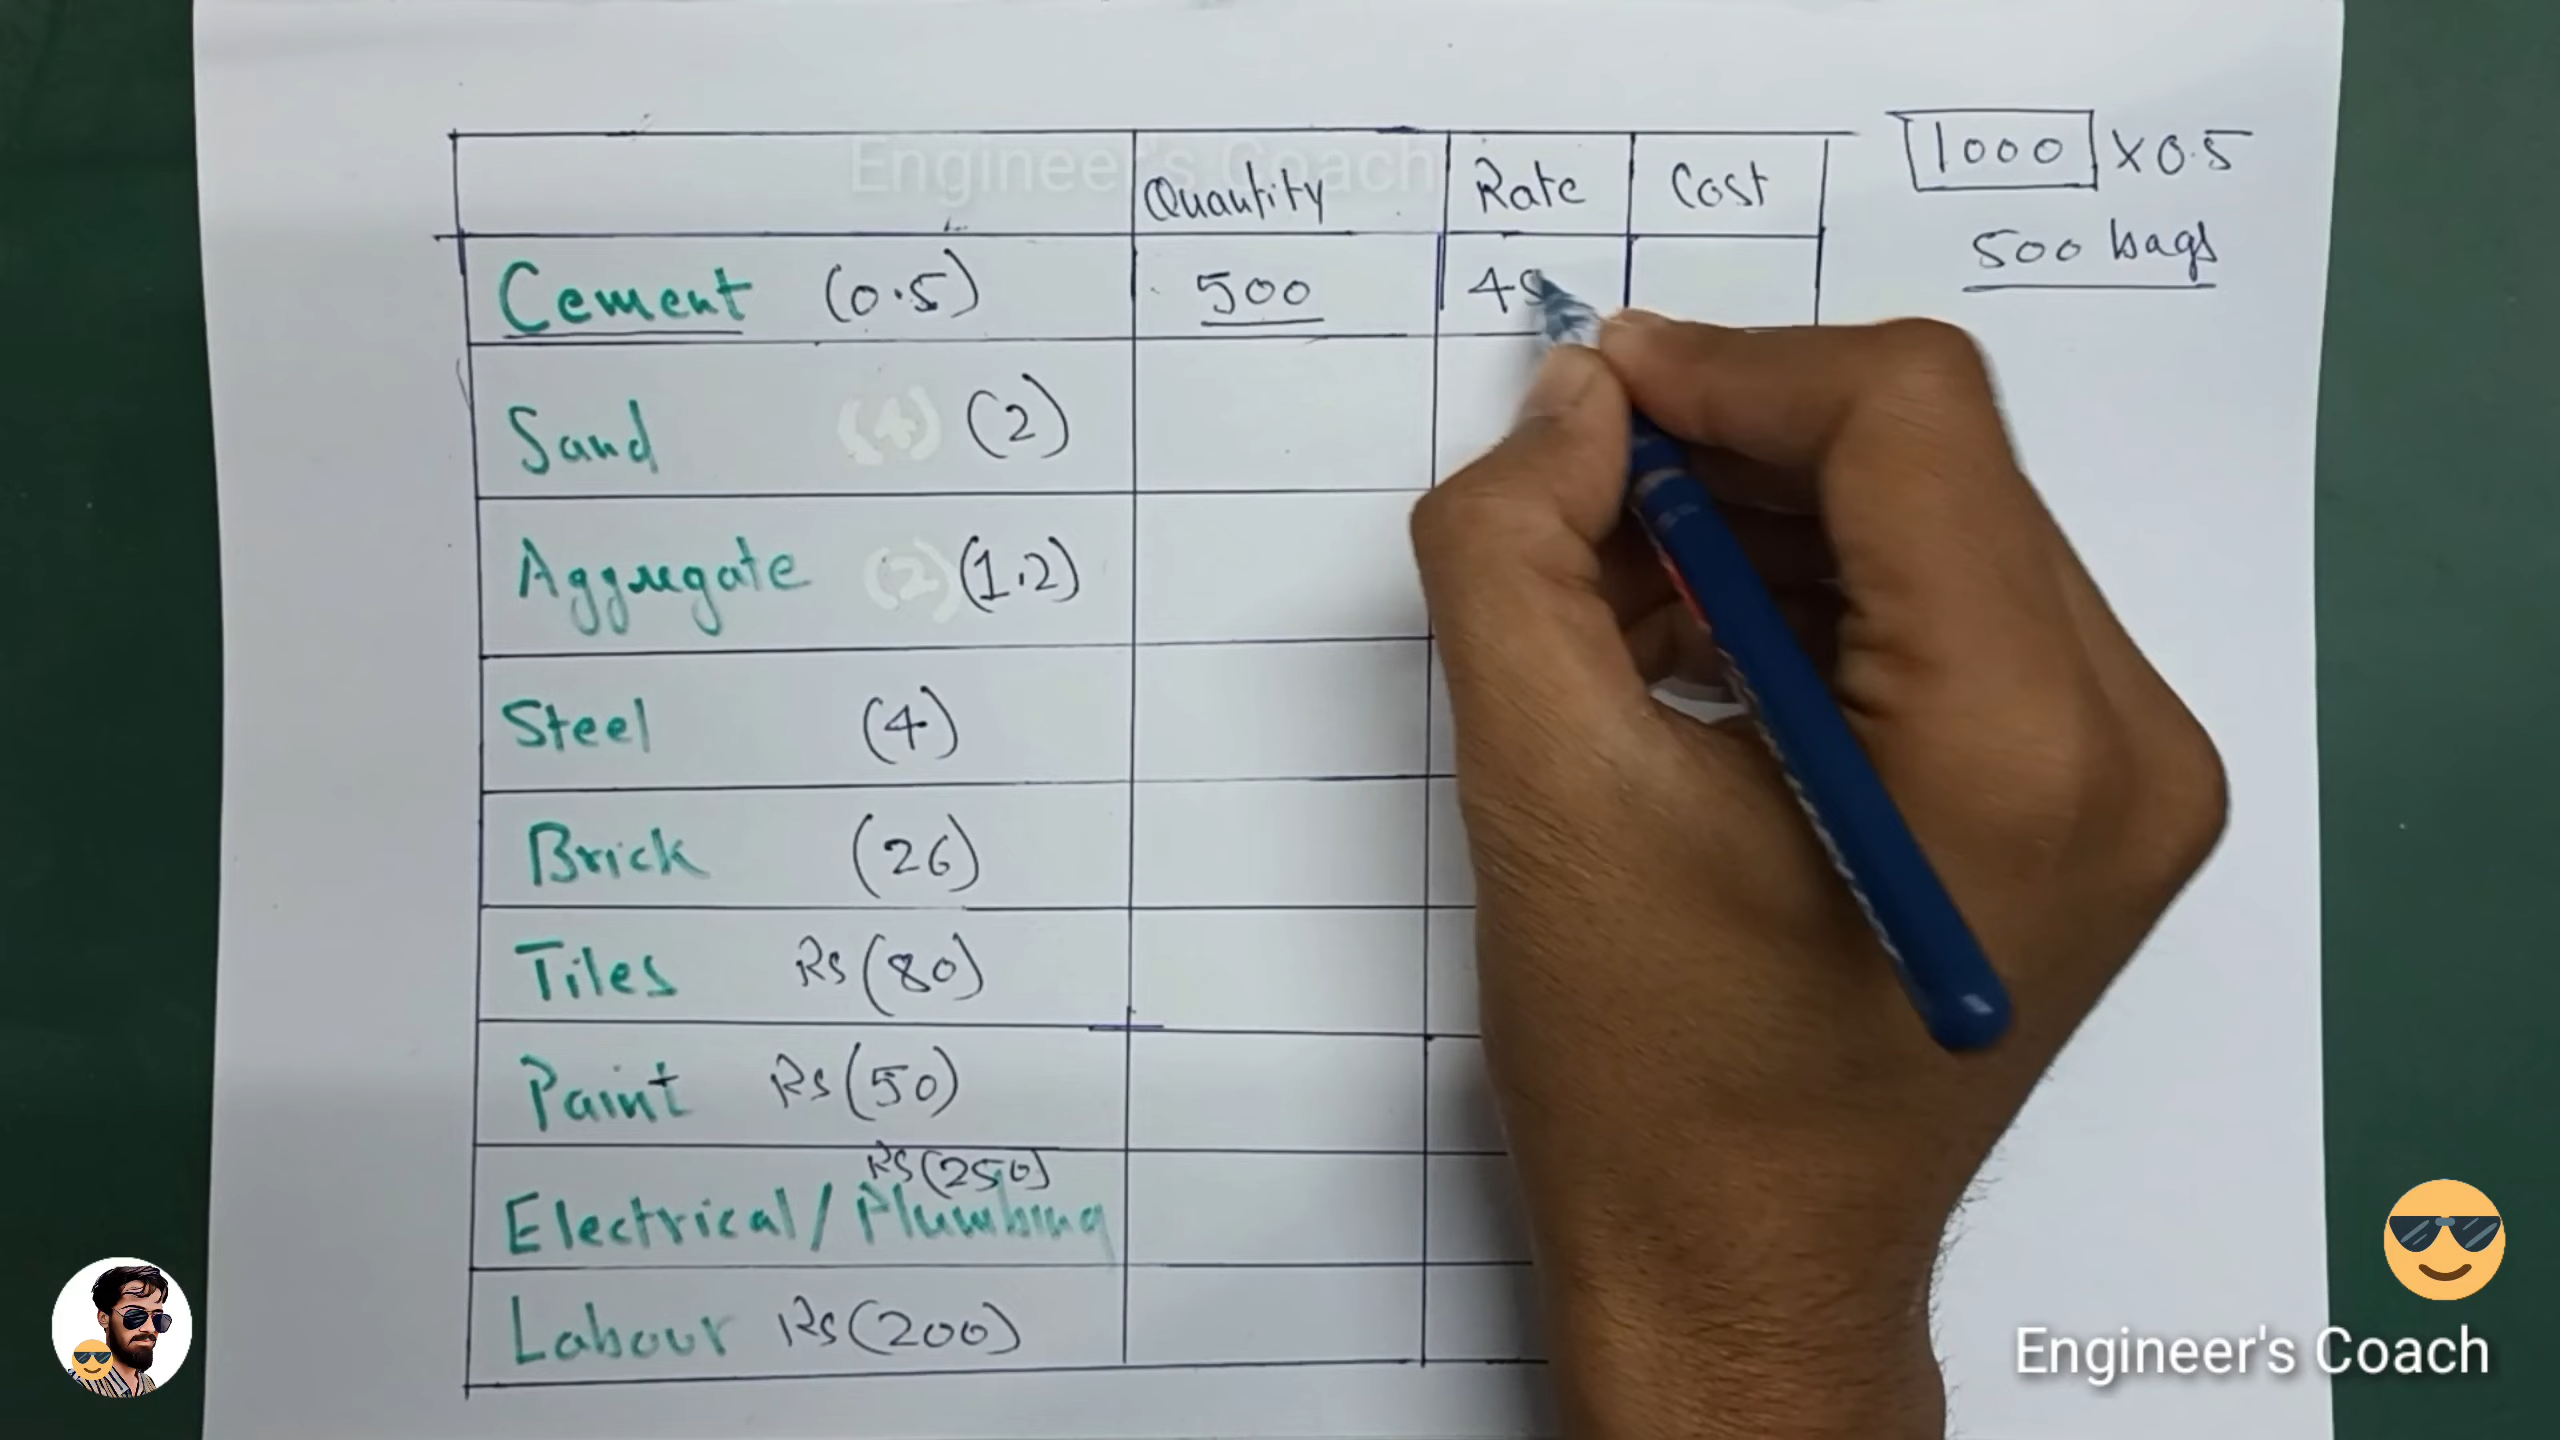 Engineer's Coach
Quantity Rate Cost
1000 x 0.5
500 bags
Cement (0.5) 500
Sand (4) (2)
Aggregate (2) (1.2)
Steel (4)
Brick (26)
Tiles Rs (80)
Paint Rs (50)
Rs (250)
Electrical / Plumbing
Labour Rs (200)
Engineer's Coach